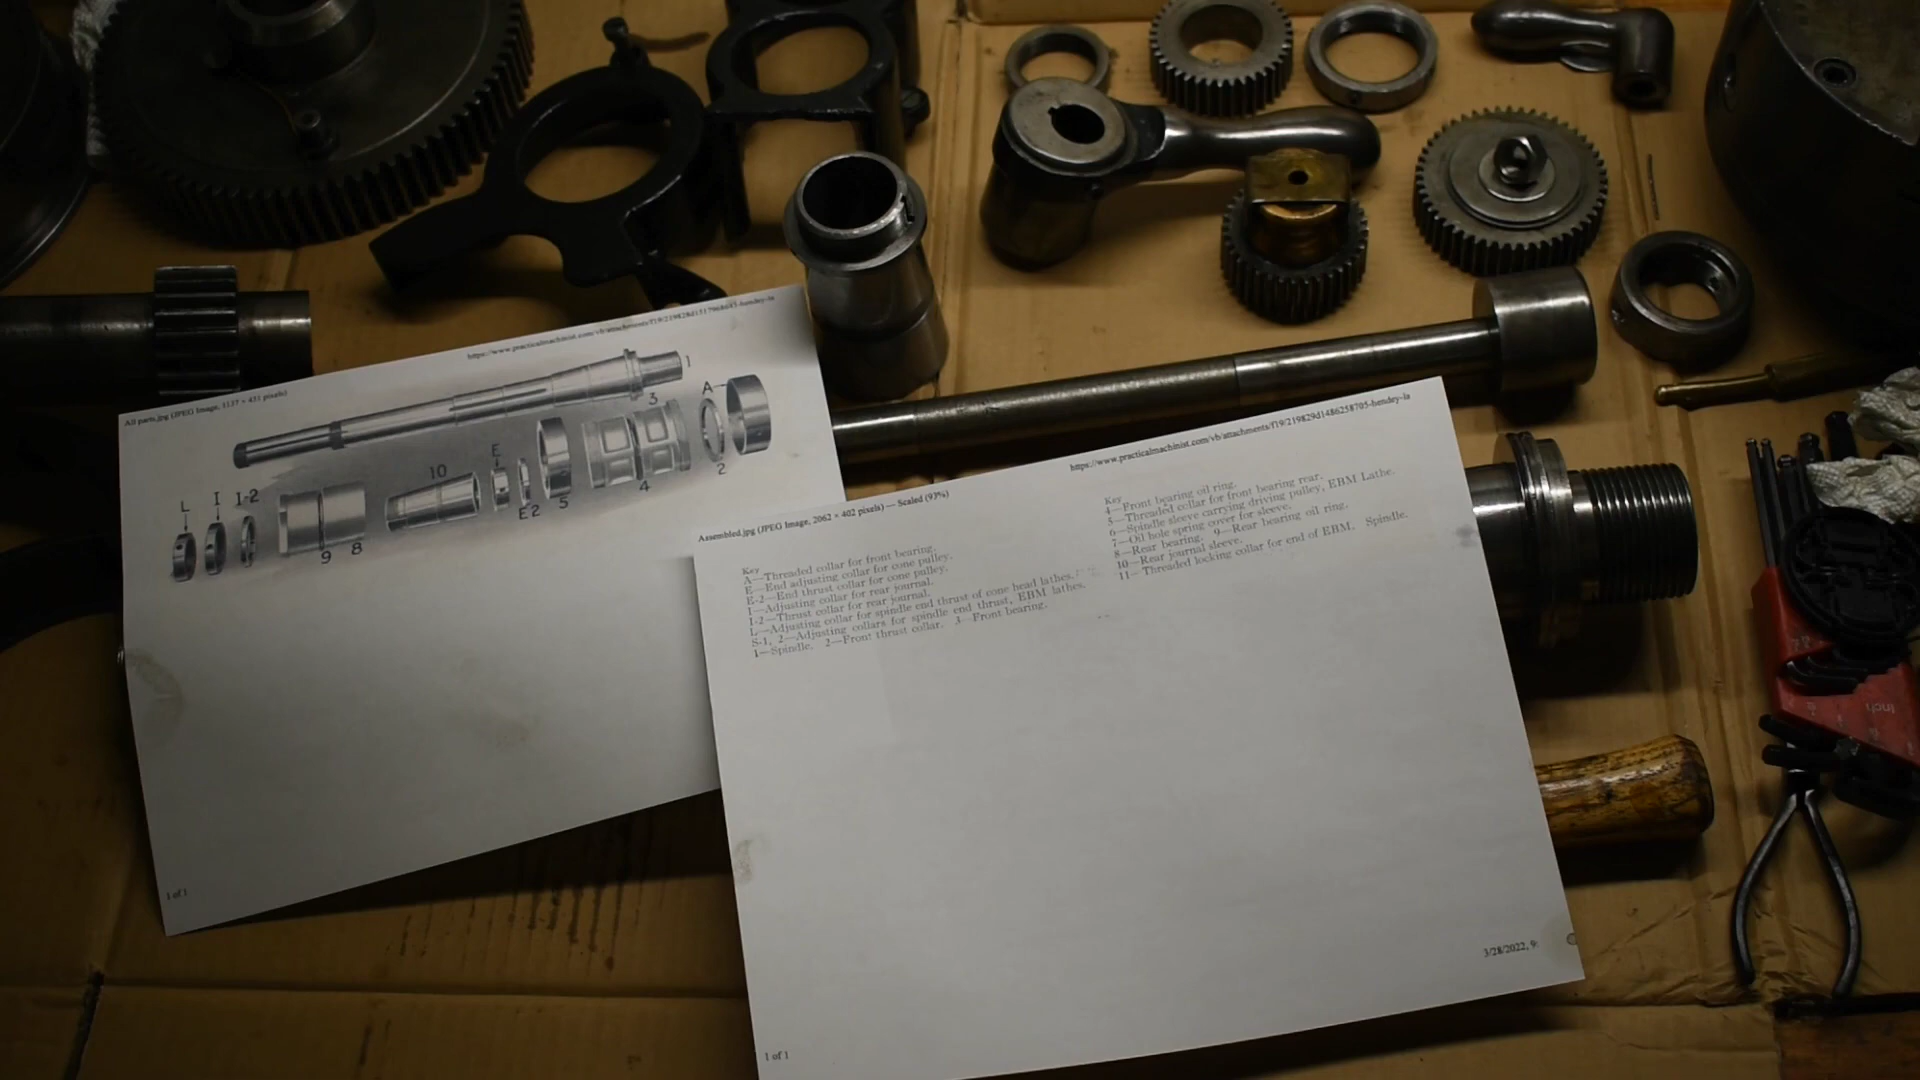 https://www.practicalmachinist.com/vb/attachments/f19/219828d1517968643-hendey-la
All parts.jpg (JPEG Image, 1137 × 431 pixels)
1
A
3
2
E
10
4
5
E2
L
I
I-2
9
8
1 of 1
https://www.practicalmachinist.com/vb/attachments/f19/219829d1486258705-hendey-la
Assembled.jpg (JPEG Image, 2062 × 402 pixels) — Scaled (93%)
Key
A—Threaded collar for front bearing.
E—End adjusting collar for cone pulley.
E-2—End thrust collar for cone pulley.
I—Adjusting collar for rear journal.
I-2—Thrust collar for rear journal.
L—Adjusting collar for spindle end thrust of cone head lathes.
S-1, 2—Adjusting collars for spindle end thrust, EBM lathes.
1—Spindle. 2—Front thrust collar. 3—Front bearing.
Key
4—Front bearing oil ring.
5—Threaded collar for front bearing rear.
6—Spindle sleeve carrying driving pulley, EBM Lathe.
7—Oil hole spring cover for sleeve.
8—Rear bearing. 9—Rear bearing oil ring.
10—Rear journal sleeve.
11—Threaded locking collar for end of EBM. Spindle.
3/28/2022, 9:
1 of 1
Inch